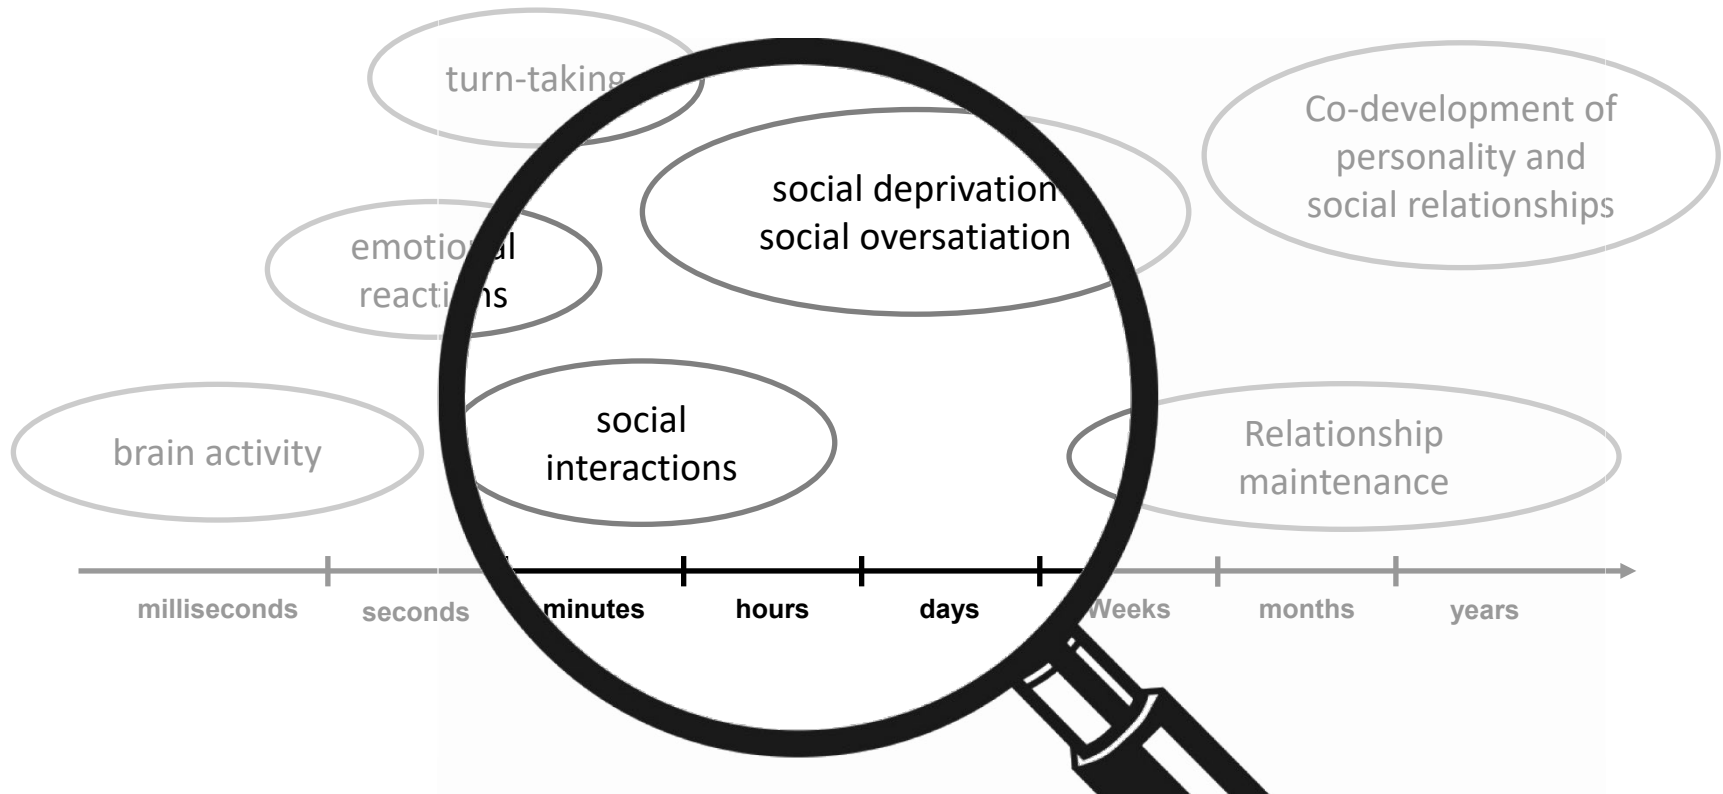 turn-taking
Co-development of
personality and
social relationships
social deprivation
social oversatiation
emotional
reactions
social
interactions
brain activity
Relationship
maintenance
milliseconds
seconds
minutes
hours
days
Weeks
months
years